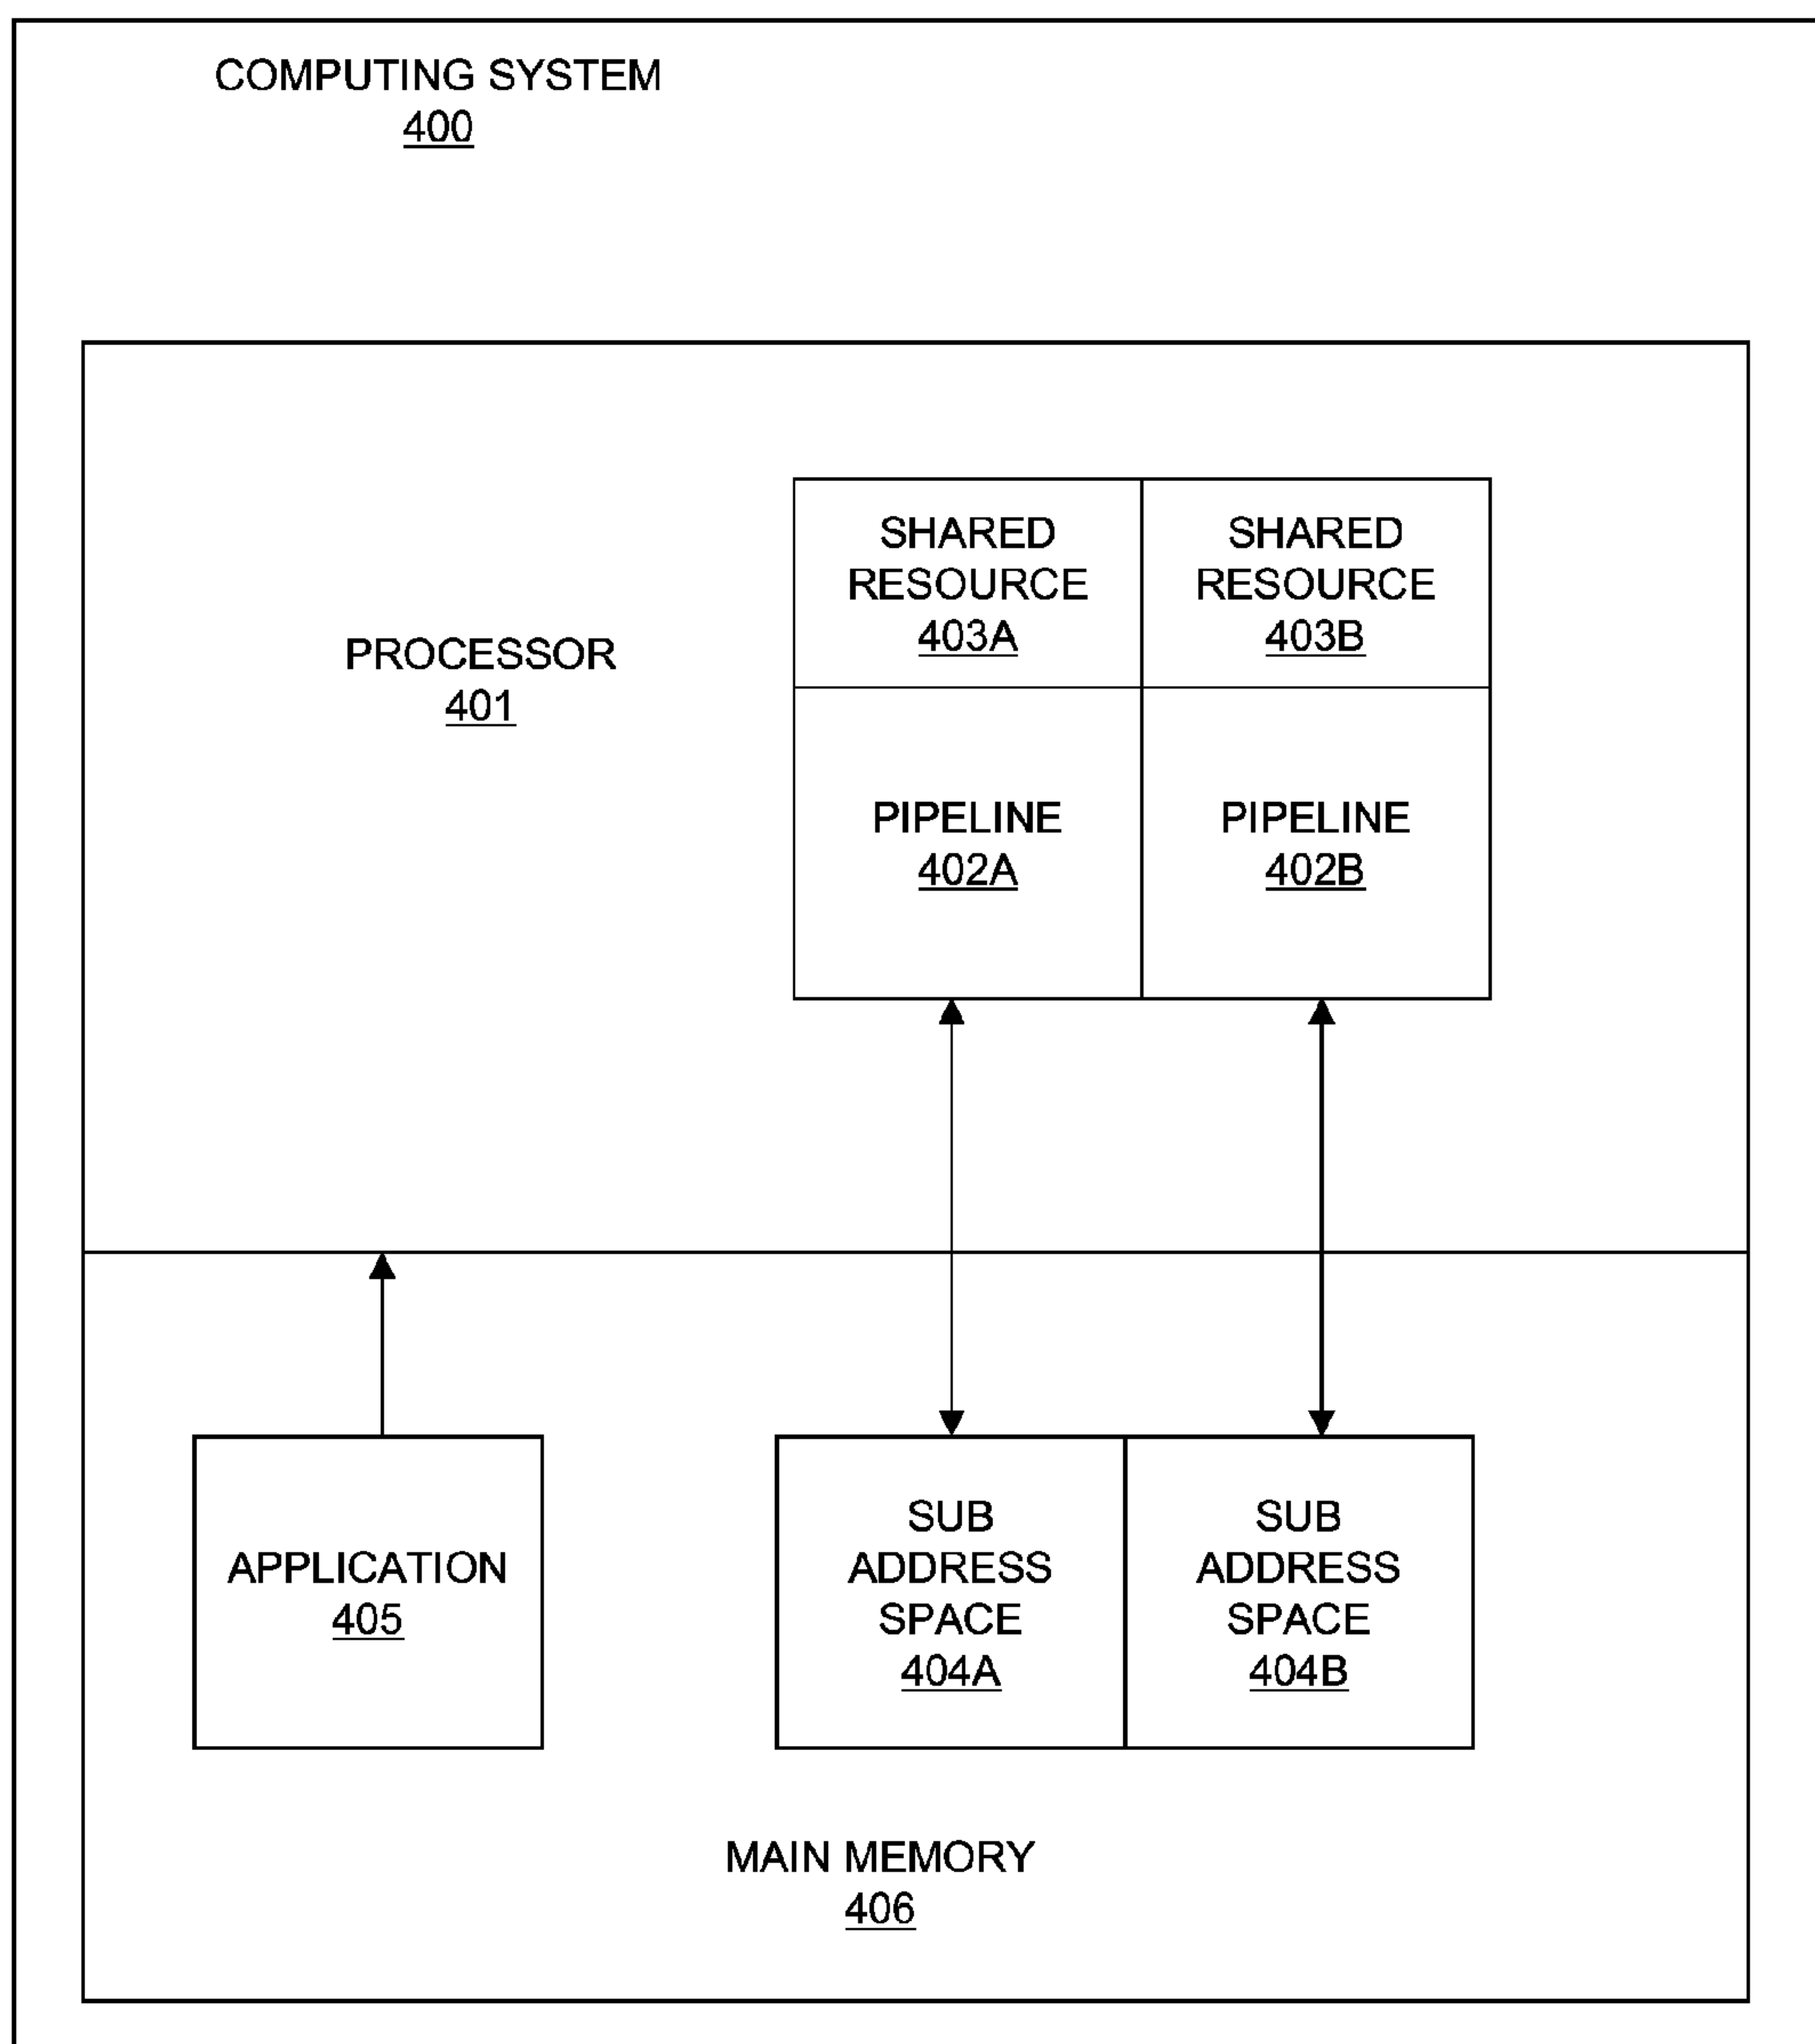 COMPUTING SYSTEM
400
SHARED
RESOURCE
403A
SHARED
RESOURCE
403B
PROCESSOR
401
PIPELINE
402A
PIPELINE
402B
APPLICATION
405
SUB
ADDRESS
SPACE
404A
SUB
ADDRESS
SPACE
404B
MAIN MEMORY
406